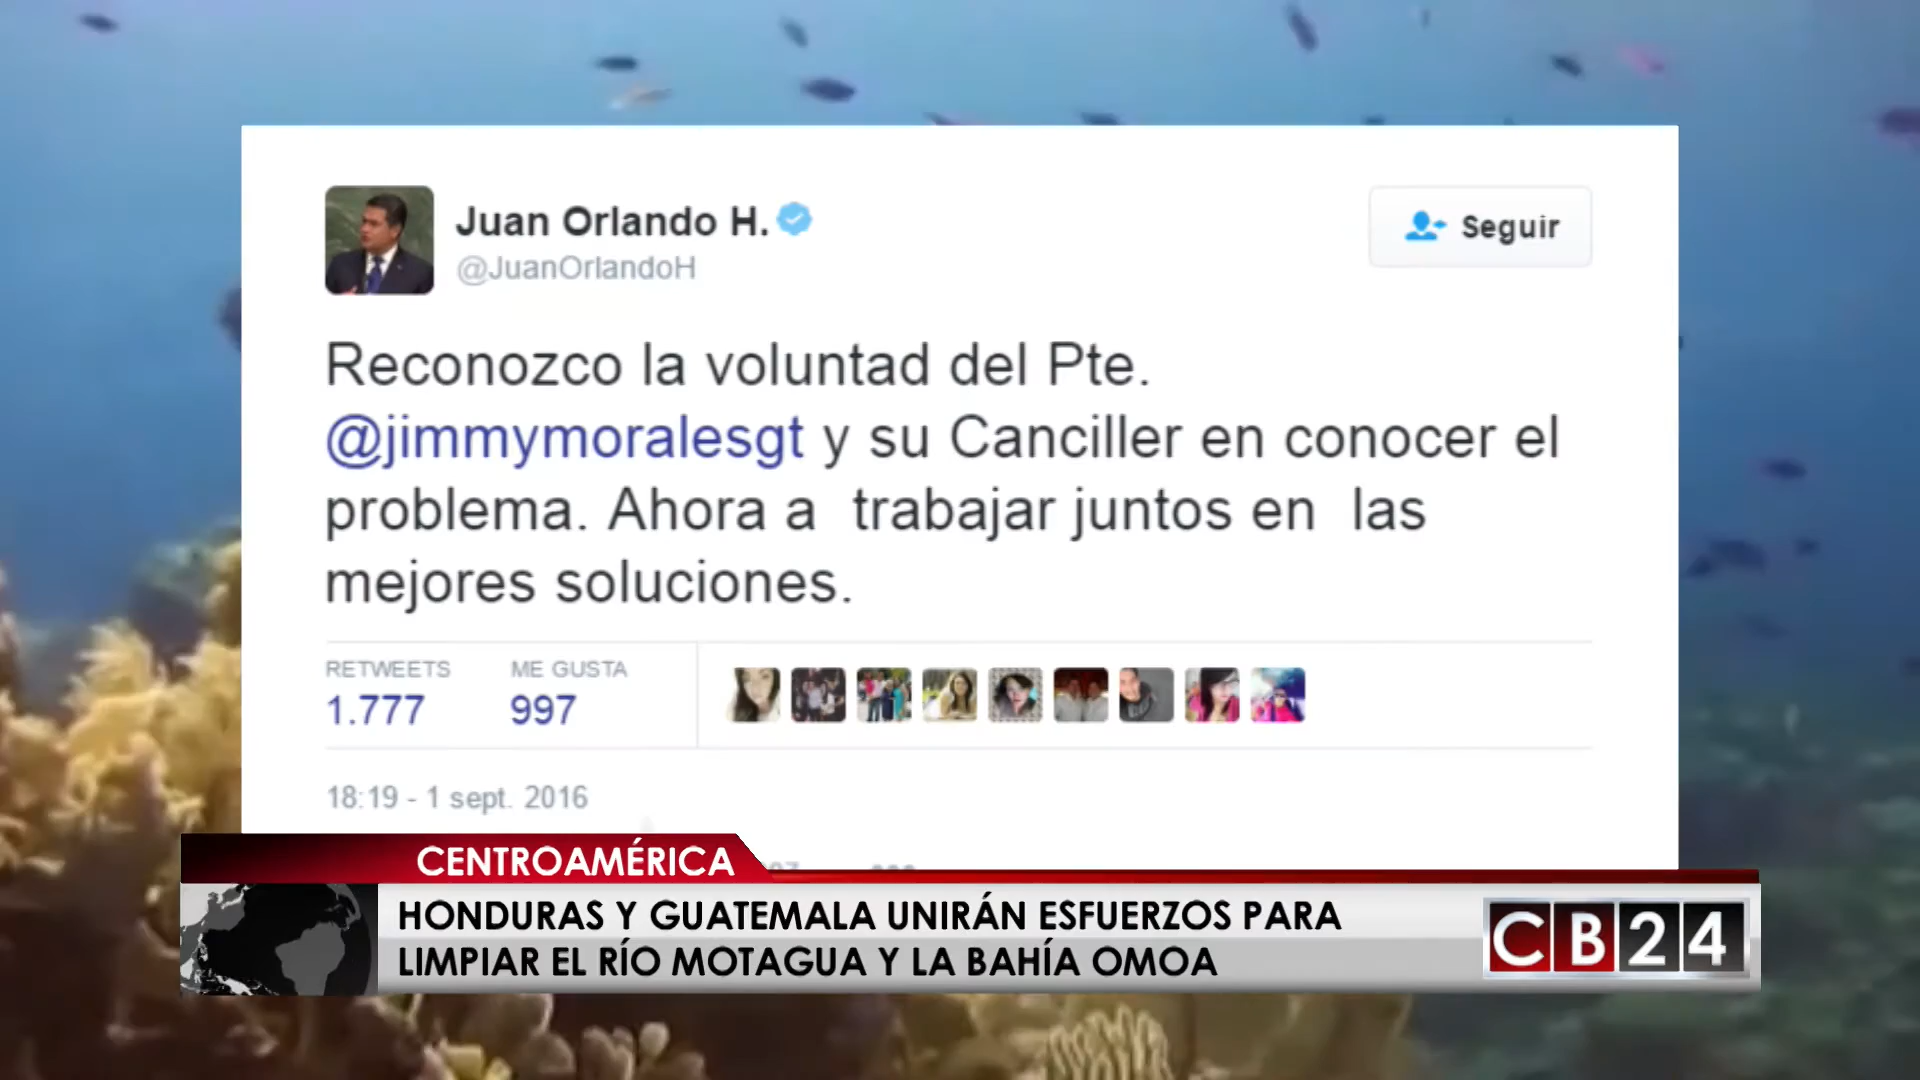 Juan Orlando H.
@JuanOrlandoH
Seguir
Reconozco la voluntad del Pte.
@jimmymoralesgt y su Canciller en conocer el
problema. Ahora a trabajar juntos en las
mejores soluciones.
RETWEETS
ME GUSTA
1.777
997
18:19 - 1 sept. 2016
CENTROAMÉRICA
HONDURAS Y GUATEMALA UNIRÁN ESFUERZOS PARA
LIMPIAR EL RÍO MOTAGUA Y LA BAHÍA OMOA
CB24